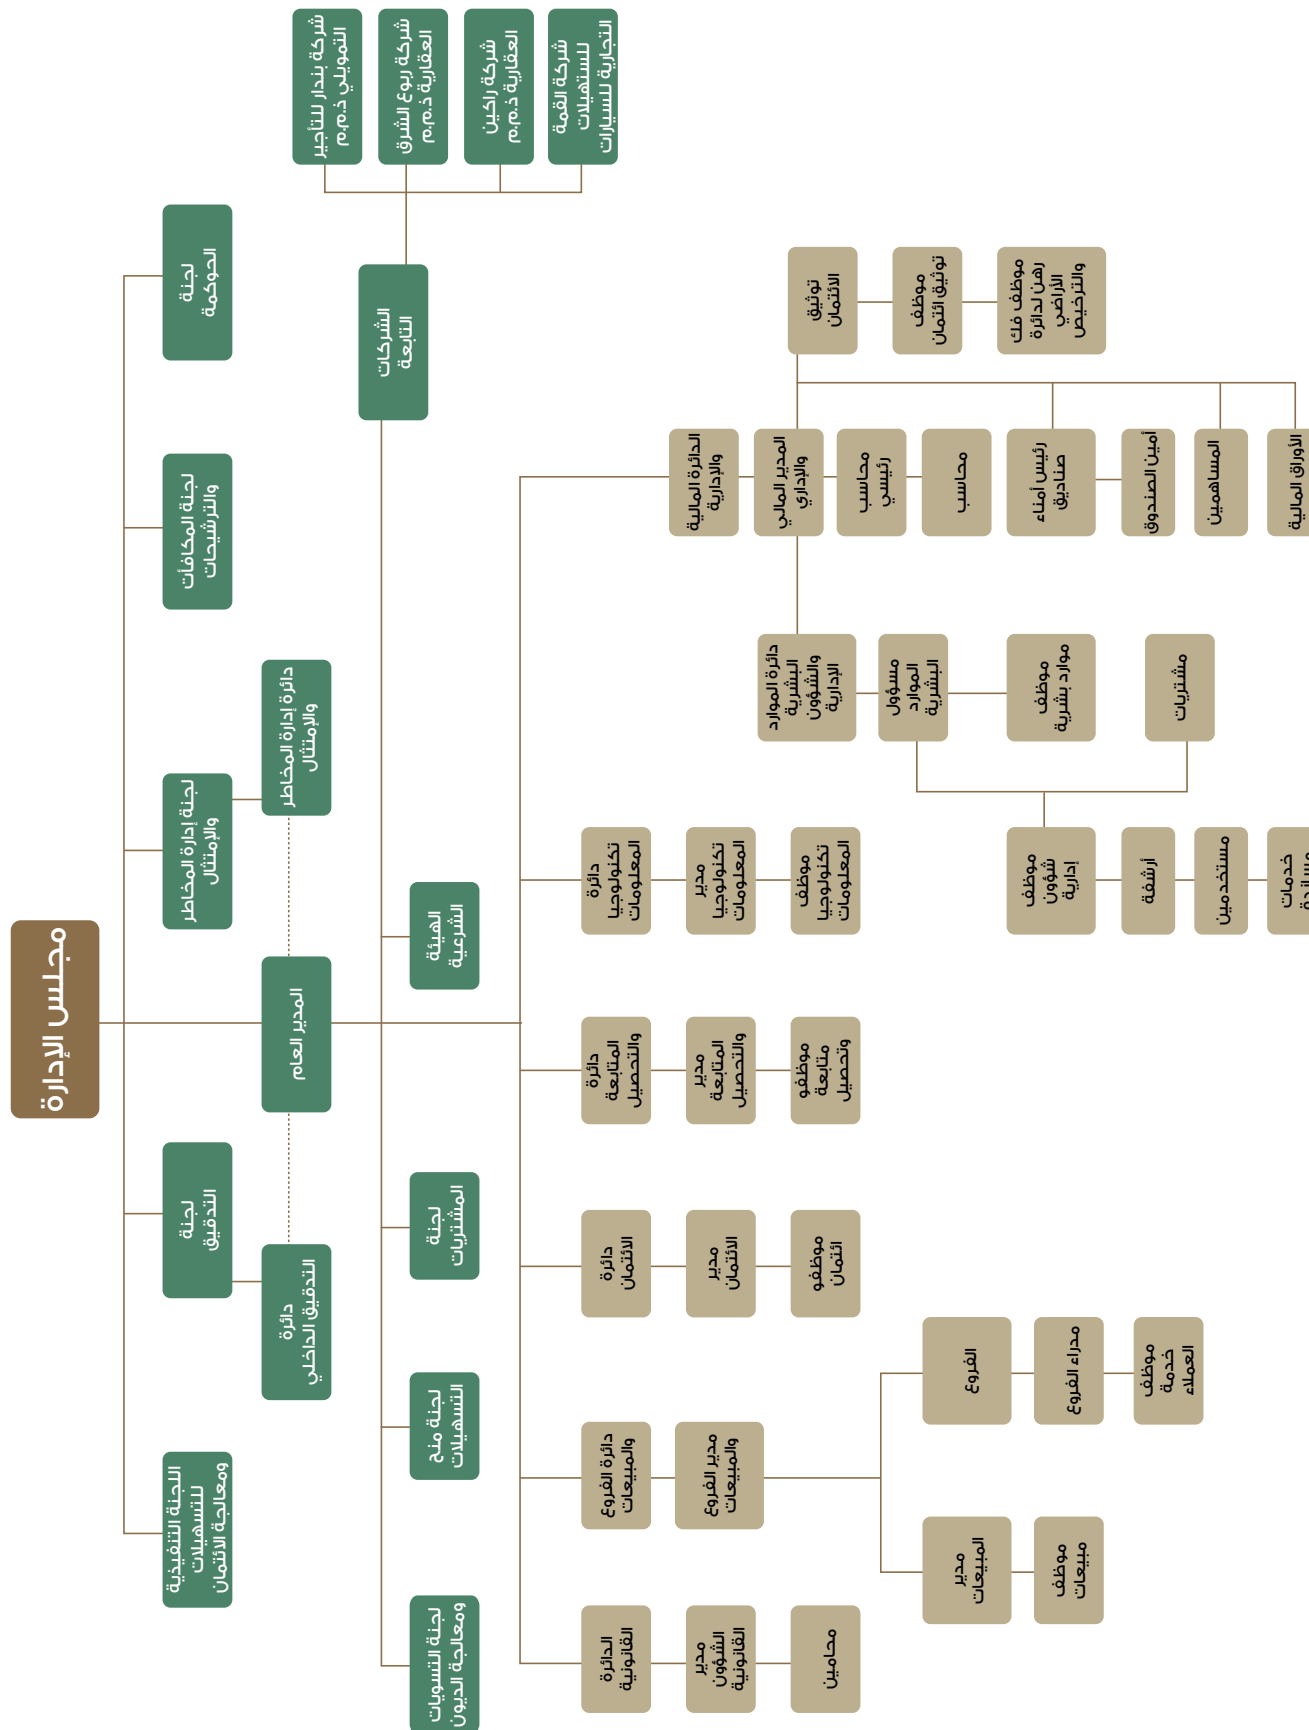 مجلس الإدارة
لجنة
الحوكمة
لجنة المكافأت
والترشيحات
لجنة إدارة المخاطر
والإمتثال
لجنة
التدقيق
اللجنة التنفيذية
للتسهيلات
ومعالجة الائتمان
دائرة إدارة المخاطر
والإمتثال
المدير العام
دائرة
التدقيق الداخلي
الشركات
التابعة
شركة بندار للتأجير
التمويلي ذ.م.م
شركة ربوع الشرق
العقارية ذ.م.م
شركة راكين
العقارية ذ.م.م
شركة القمة
للستهيلات
التجارية للسيارات
الهيئة
الشرعية
لجنة
المشتريات
لجنة منح
التسهيلات
لجنة التسويات
ومعالجة الديون
الدائرة المالية
والإدارية
المدير المالي
والإداري
محاسب
رئيسي
محاسب
رئيس أمناء
صناديق
أمين الصندوق
المساهمين
الأوراق المالية
توثيق
الائتمان
موظف
توثيق ائتمان
موظف فك
رهن لدائرة
الأراضي
والترخيص
دائرة الموارد
البشرية
والشؤون
الإدارية
مسؤول
الموارد
البشرية
موظف
موارد بشرية
مشتريات
موظف
شؤون
إدارية
أرشفة
مستخدمين
خدمات
مساندة
دائرة
تكنولوجيا
المعلومات
مدير
تكنولوجيا
المعلومات
موظف
تكنولوجيا
المعلومات
دائرة
المتابعة
والتحصيل
مدير
المتابعة
والتحصيل
موظفو
متابعة
وتحصيل
دائرة
الائتمان
مدير
الائتمان
موظفو
ائتمان
دائرة الفروع
والمبيعات
مدير الفروع
والمبيعات
الفروع
مدراء الفروع
موظف
خدمة
العملاء
مدير
المبيعات
موظف
مبيعات
الدائرة
القانونية
مدير
الشؤون
القانونية
محامين